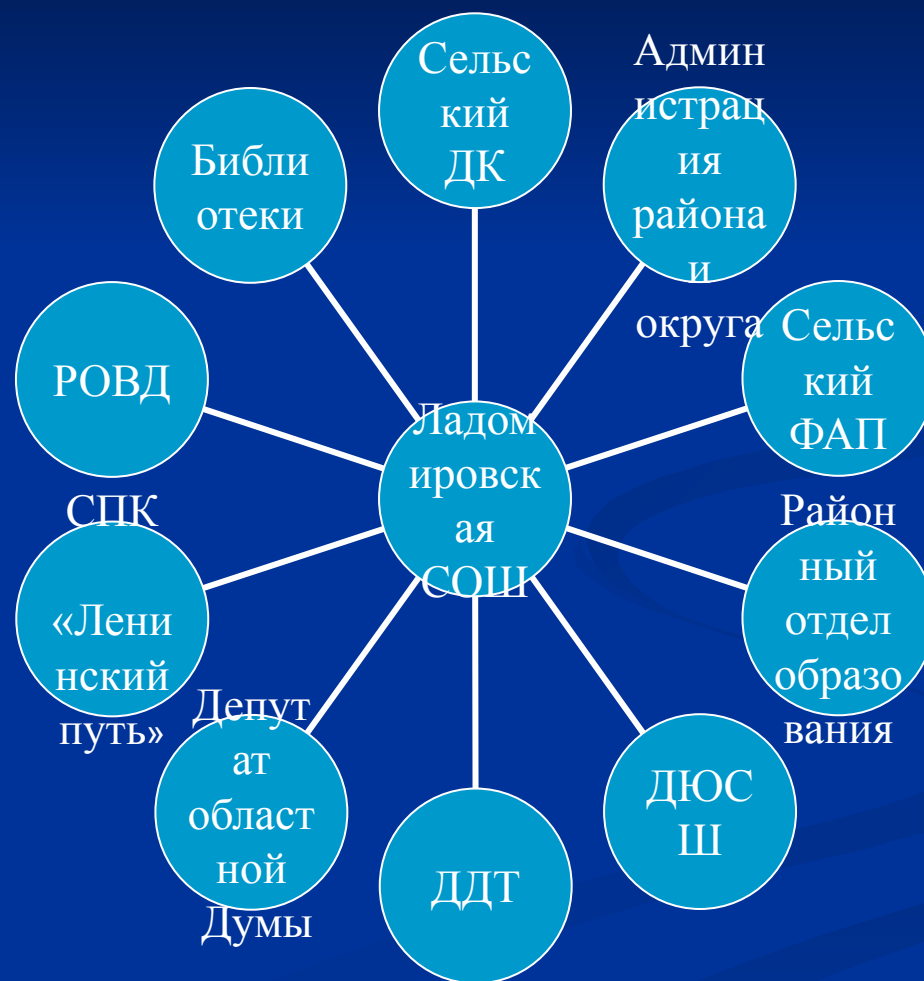 Сельс
кий
ДК
Админ
истрац
ия
района
и
округа
Сельс
кий
ФАП
Район
ный
отдел
образо
вания
ДЮС
Ш
ДДТ
Депут
ат
област
ной
Думы
СПК
«Лени
нский
путь»
РОВД
Библи
отеки
Ладом
ировск
ая
СОШ